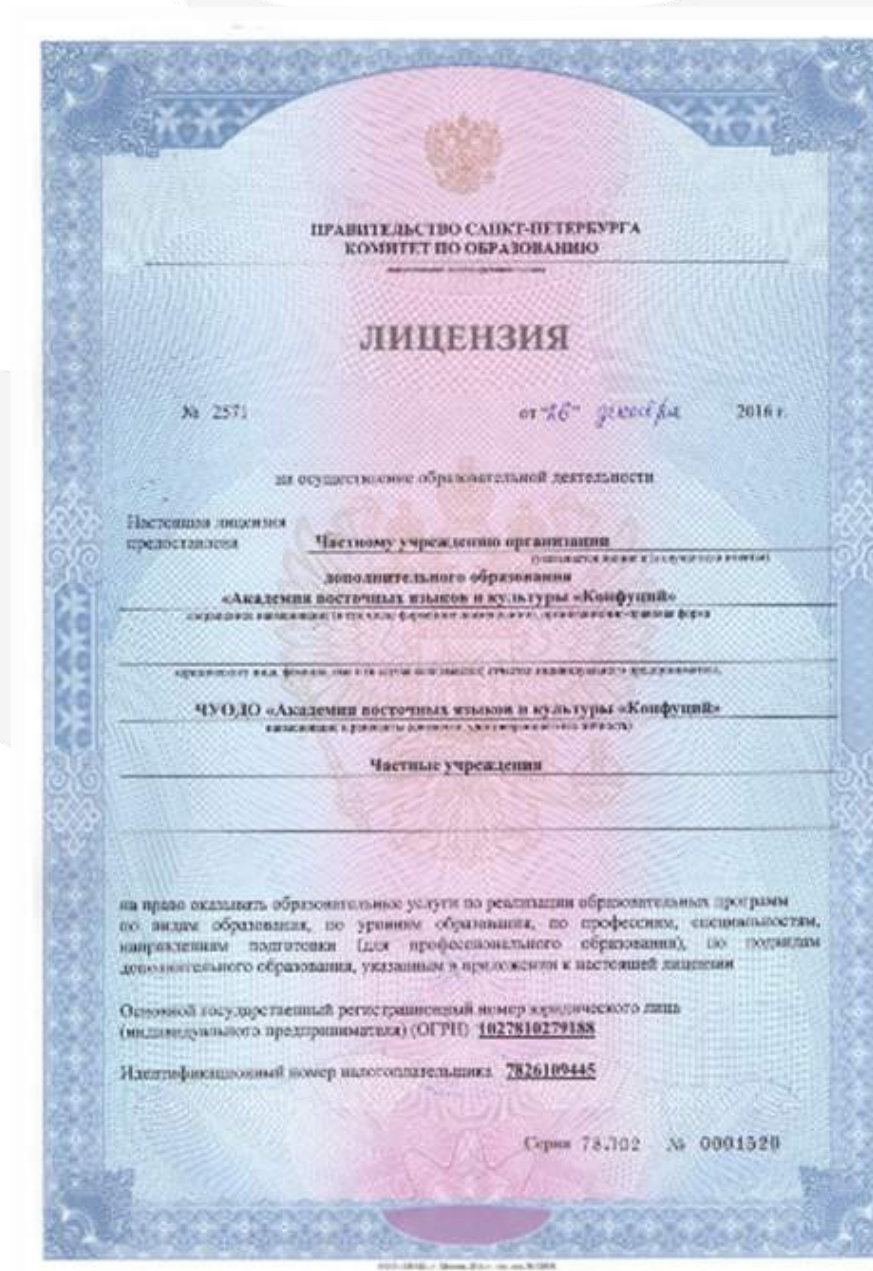 ПРАВИТЕЛЬСТВО САНКТ-ПЕТЕРБУРГА
КОМИТЕТ ПО ОБРАЗОВАНИЮ
ЛИЦЕНЗИЯ
№ 2571 от "26" декабря 2016 г.
на осуществление образовательной деятельности
Настоящая лицензия
предоставлена Частному учреждению организации
дополнительного образования
«Академия восточных языков и культуры «Конфуций»
ЧУОДО «Академия восточных языков и культуры «Конфуций»
Частные учреждения
на право оказывать образовательные услуги по реализации образовательных программ
по видам образования, по уровням образования, по профессиям, специальностям,
направлениям подготовки (для профессионального образования), по подвидам
дополнительного образования, указанным в приложении к настоящей лицензии
Основной государственный регистрационный номер юридического лица
(индивидуального предпринимателя) (ОГРН) 1027810279188
Идентификационный номер налогоплательщика 7826109445
Серия 78Л02 № 0001520